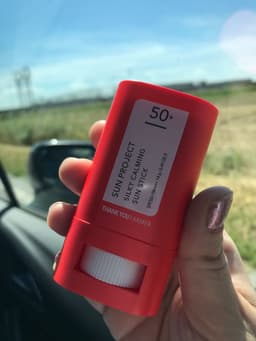 50+
SUN PROJECT
SILKY CALMING
SUN STICK
THANK YOU FARMER